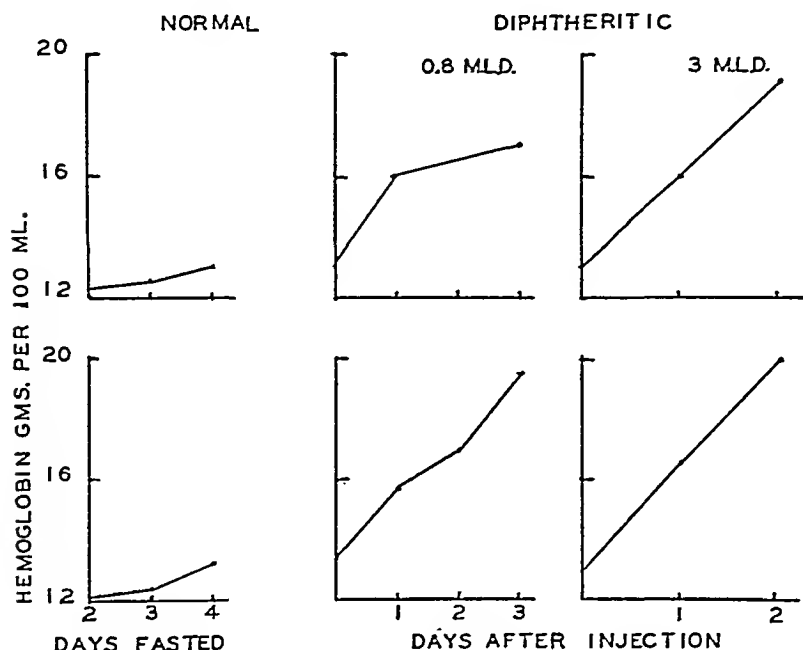 NORMAL DIPHTHERITIC
20
0.8 M.L.D. 3 M.L.D.
16
12
HEMOGLOBIN GMS. PER 100 ML.
20
16
12
2 3 4 1 2 3 1 2
DAYS FASTED DAYS AFTER INJECTION